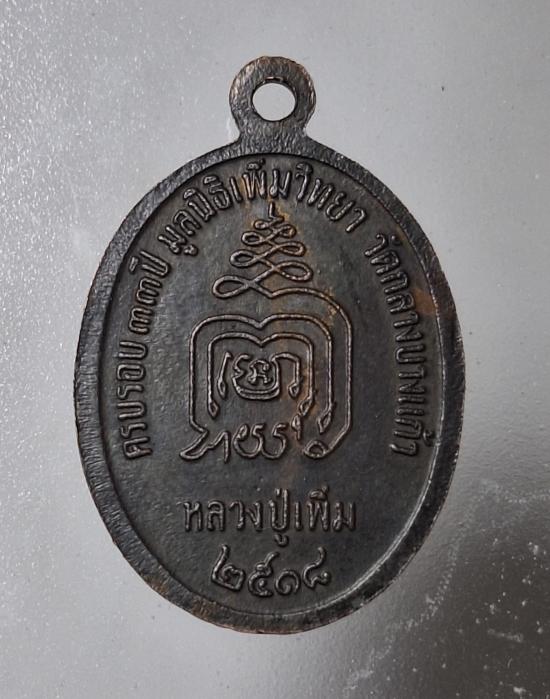 ครบรอบ ๓๓ ปี มูลนิธิเพิ่มวิทยา วัดกลางบางแก้ว
หลวงปู่เพิ่ม
๒๕๑๘